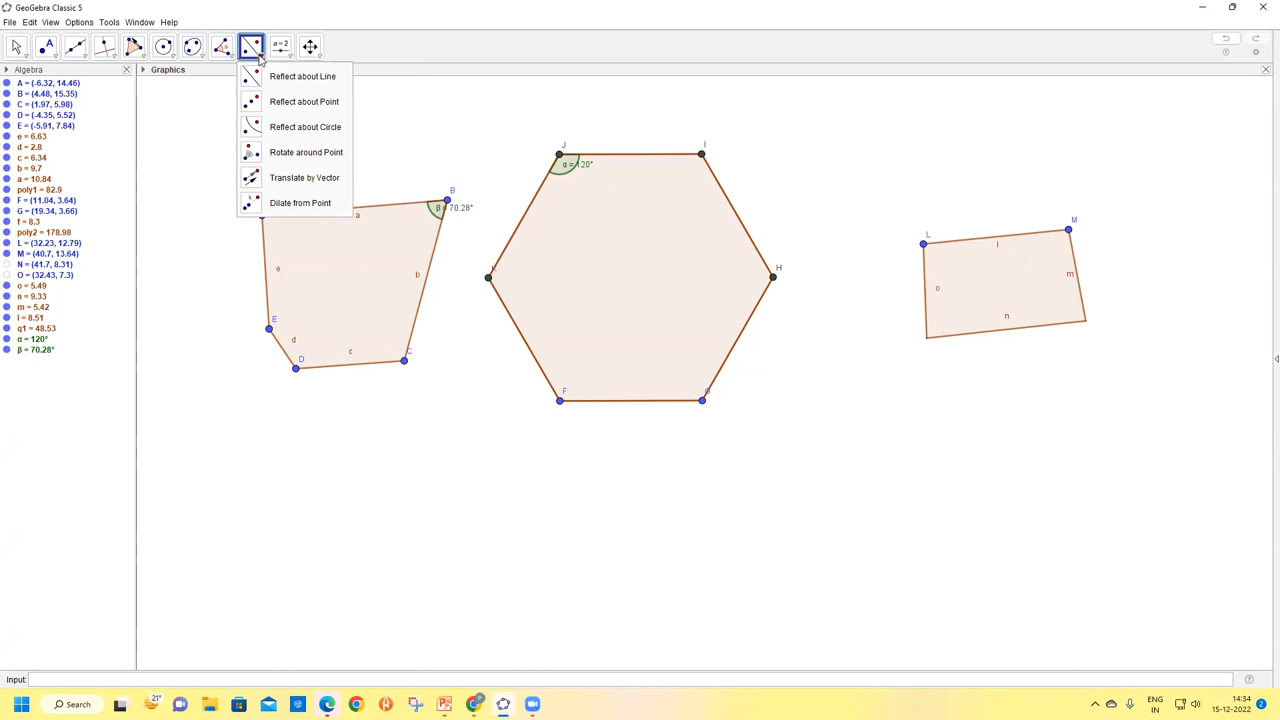 GeoGebra Classic 5
File Edit View Options Tools Window Help
a = 2
Algebra
Graphics
A = (-6.32, 14.46)
B = (4.48, 15.35)
C = (1.97, 5.98)
D = (-4.35, 5.52)
E = (-5.91, 7.84)
e = 6.63
d = 2.8
c = 6.34
b = 9.7
a = 10.84
poly1 = 82.9
F = (11.04, 3.64)
G = (19.34, 3.66)
f = 8.3
poly2 = 178.98
L = (32.23, 12.79)
M = (40.7, 13.64)
N = (41.7, 8.31)
O = (32.43, 7.3)
o = 5.49
n = 9.33
m = 5.42
l = 8.51
q1 = 48.53
α = 120°
β = 70.28°
Reflect about Line
Reflect about Point
Reflect about Circle
Rotate around Point
Translate by Vector
Dilate from Point
J
I
α = 120°
B
β = 70.28°
a
e
b
E
d
c
D
C
K
H
F
G
L
M
l
m
o
n
Input:
21°
Search
ENG
IN
14:34
15-12-2022
2